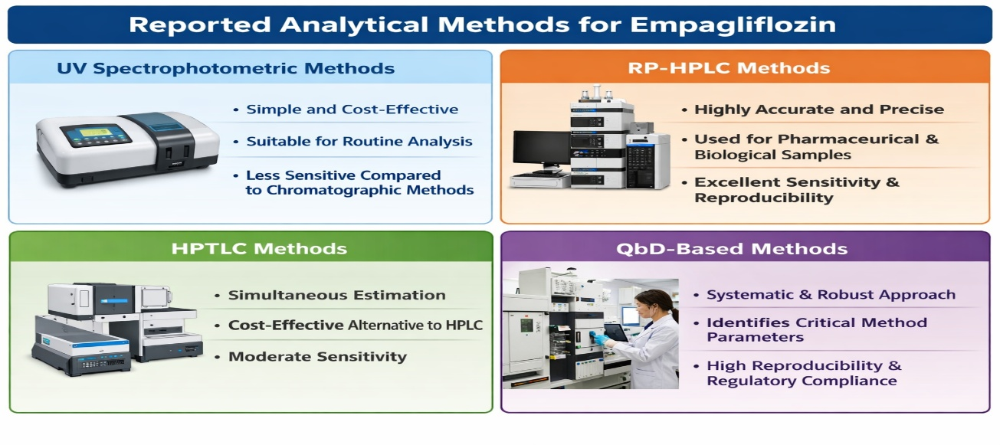 Reported Analytical Methods for Empagliflozin
UV Spectrophotometric Methods
• Simple and Cost-Effective
• Suitable for Routine Analysis
• Less Sensitive Compared
to Chromatographic Methods
RP-HPLC Methods
• Highly Accurate and Precise
• Used for Pharmaceurical &
Biological Samples
• Excellent Sensitivity &
Reproducibility
HPTLC Methods
• Simultaneous Estimation
• Cost-Effective Alternative to HPLC
• Moderate Sensitivity
QbD-Based Methods
• Systematic & Robust Approach
• Identifies Critical Method
Parameters
• High Reproducibility &
Regulatory Compliance